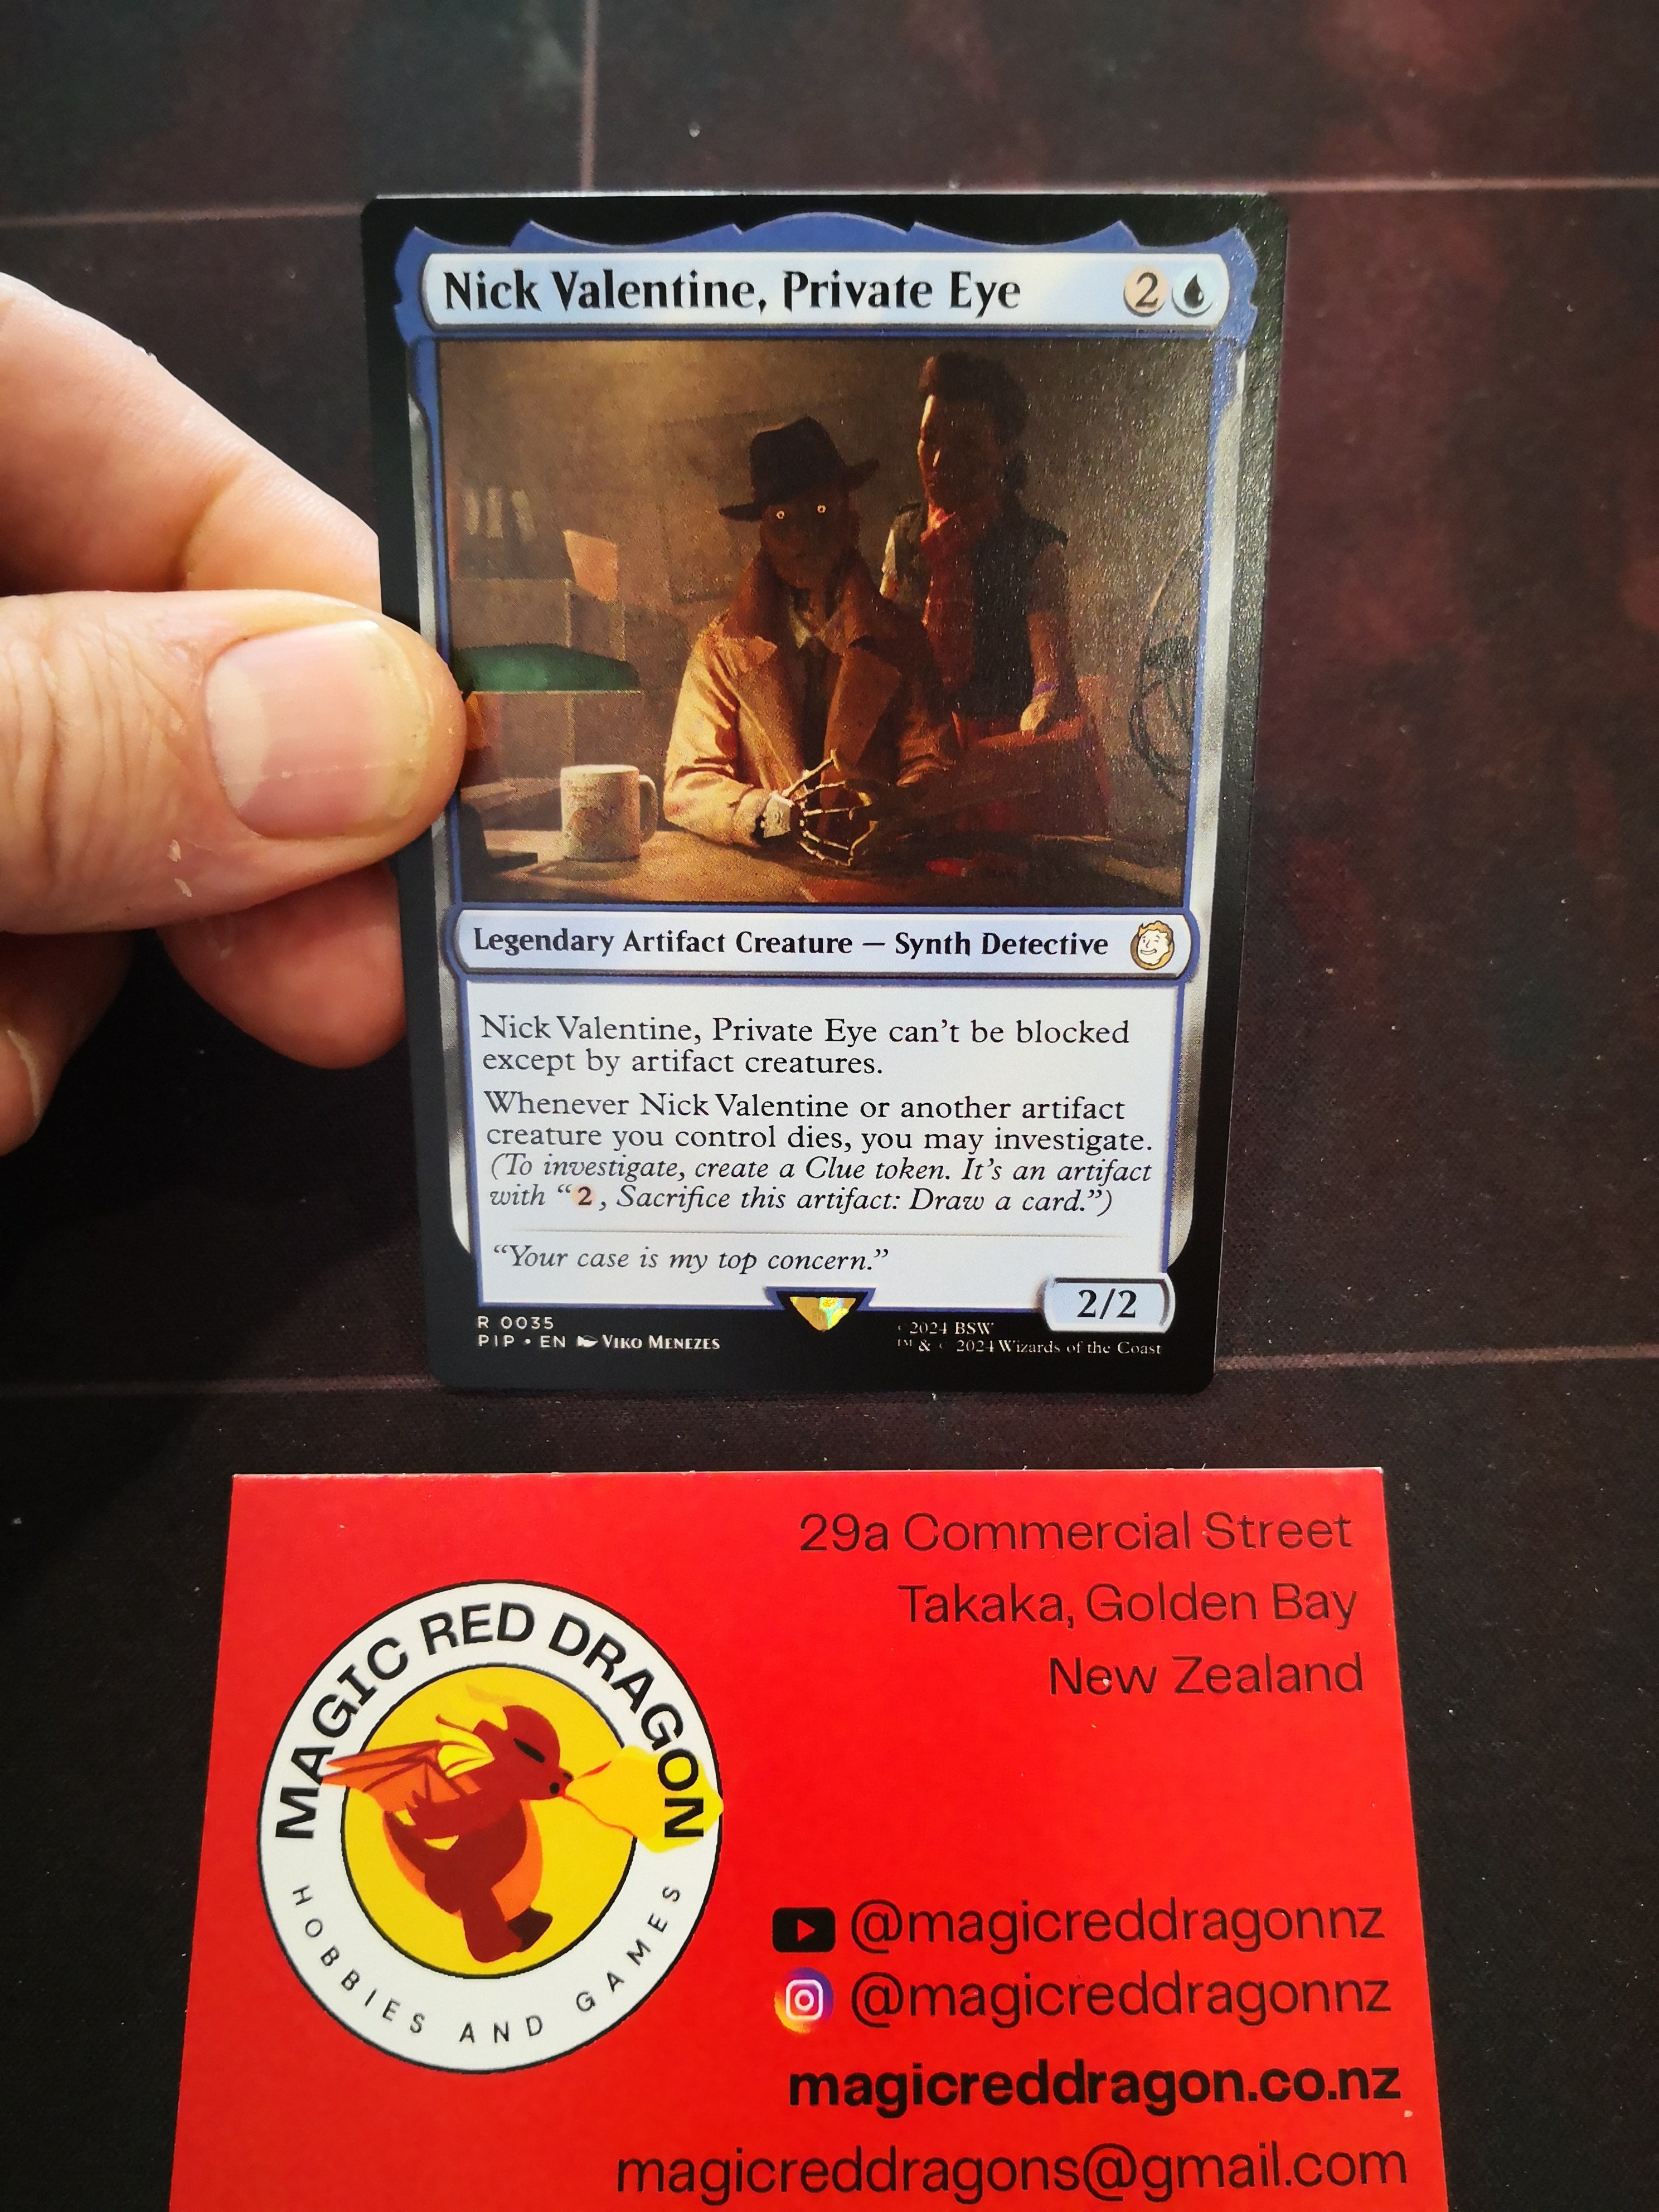 Nick Valentine, Private Eye 2
Legendary Artifact Creature — Synth Detective
Nick Valentine, Private Eye can't be blocked
except by artifact creatures.
Whenever Nick Valentine or another artifact
creature you control dies, you may investigate.
(To investigate, create a Clue token. It's an artifact
with “2, Sacrifice this artifact: Draw a card.”)
“Your case is my top concern.”
2/2
R 0035
PIP • EN VIKO MENEZES
©2024 BSW
™ & © 2024 Wizards of the Coast
29a Commercial Street
Takaka, Golden Bay
New Zealand
MAGIC RED DRAGON
HOBBIES AND GAMES
@magicreddragonnz
@magicreddragonnz
magicreddragon.co.nz
magicreddragons@gmail.com